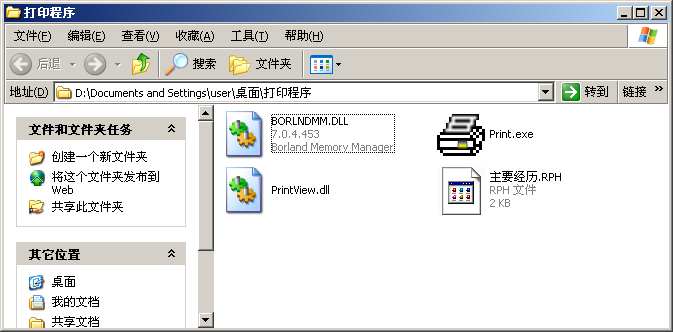 打印程序
文件(F) 编辑(E) 查看(V) 收藏(A) 工具(T) 帮助(H)
后退 搜索 文件夹
地址(D) D:\Documents and Settings\user\桌面\打印程序 转到 链接 »
文件和文件夹任务
创建一个新文件夹
将这个文件夹发布到
Web
共享此文件夹
其它位置
桌面
我的文档
共享文档
BORLNDMM.DLL
7.0.4.453
Borland Memory Manager
Print.exe
PrintView.dll
主要经历.RPH
RPH 文件
2 KB